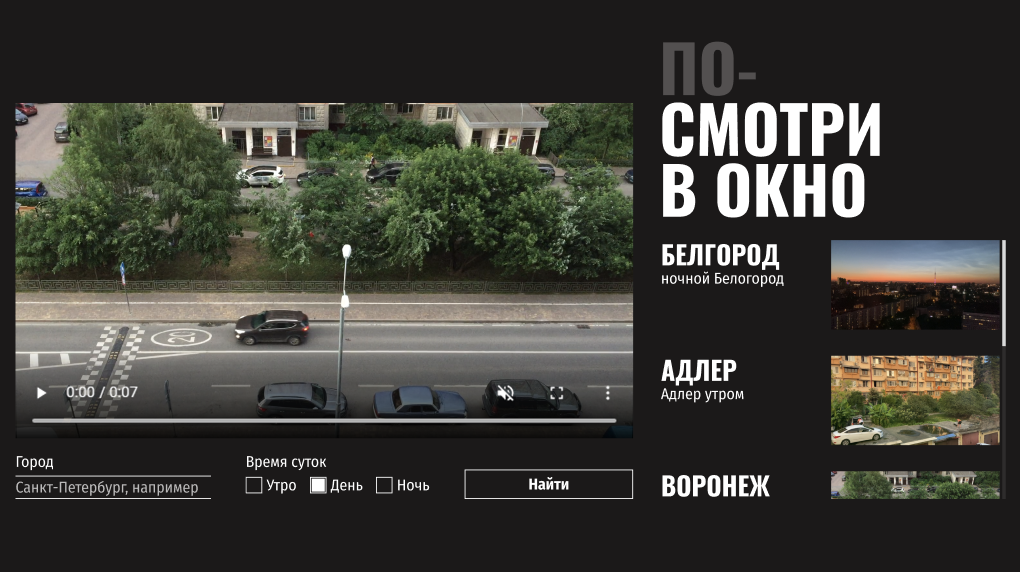 ПО-
СМОТРИ
В ОКНО
20
0:00 / 0:07
Город
Санкт-Петербург, например
Время суток
Утро
День
Ночь
Найти
БЕЛГОРОД
ночной Белогород
АДЛЕР
Адлер утром
ВОРОНЕЖ